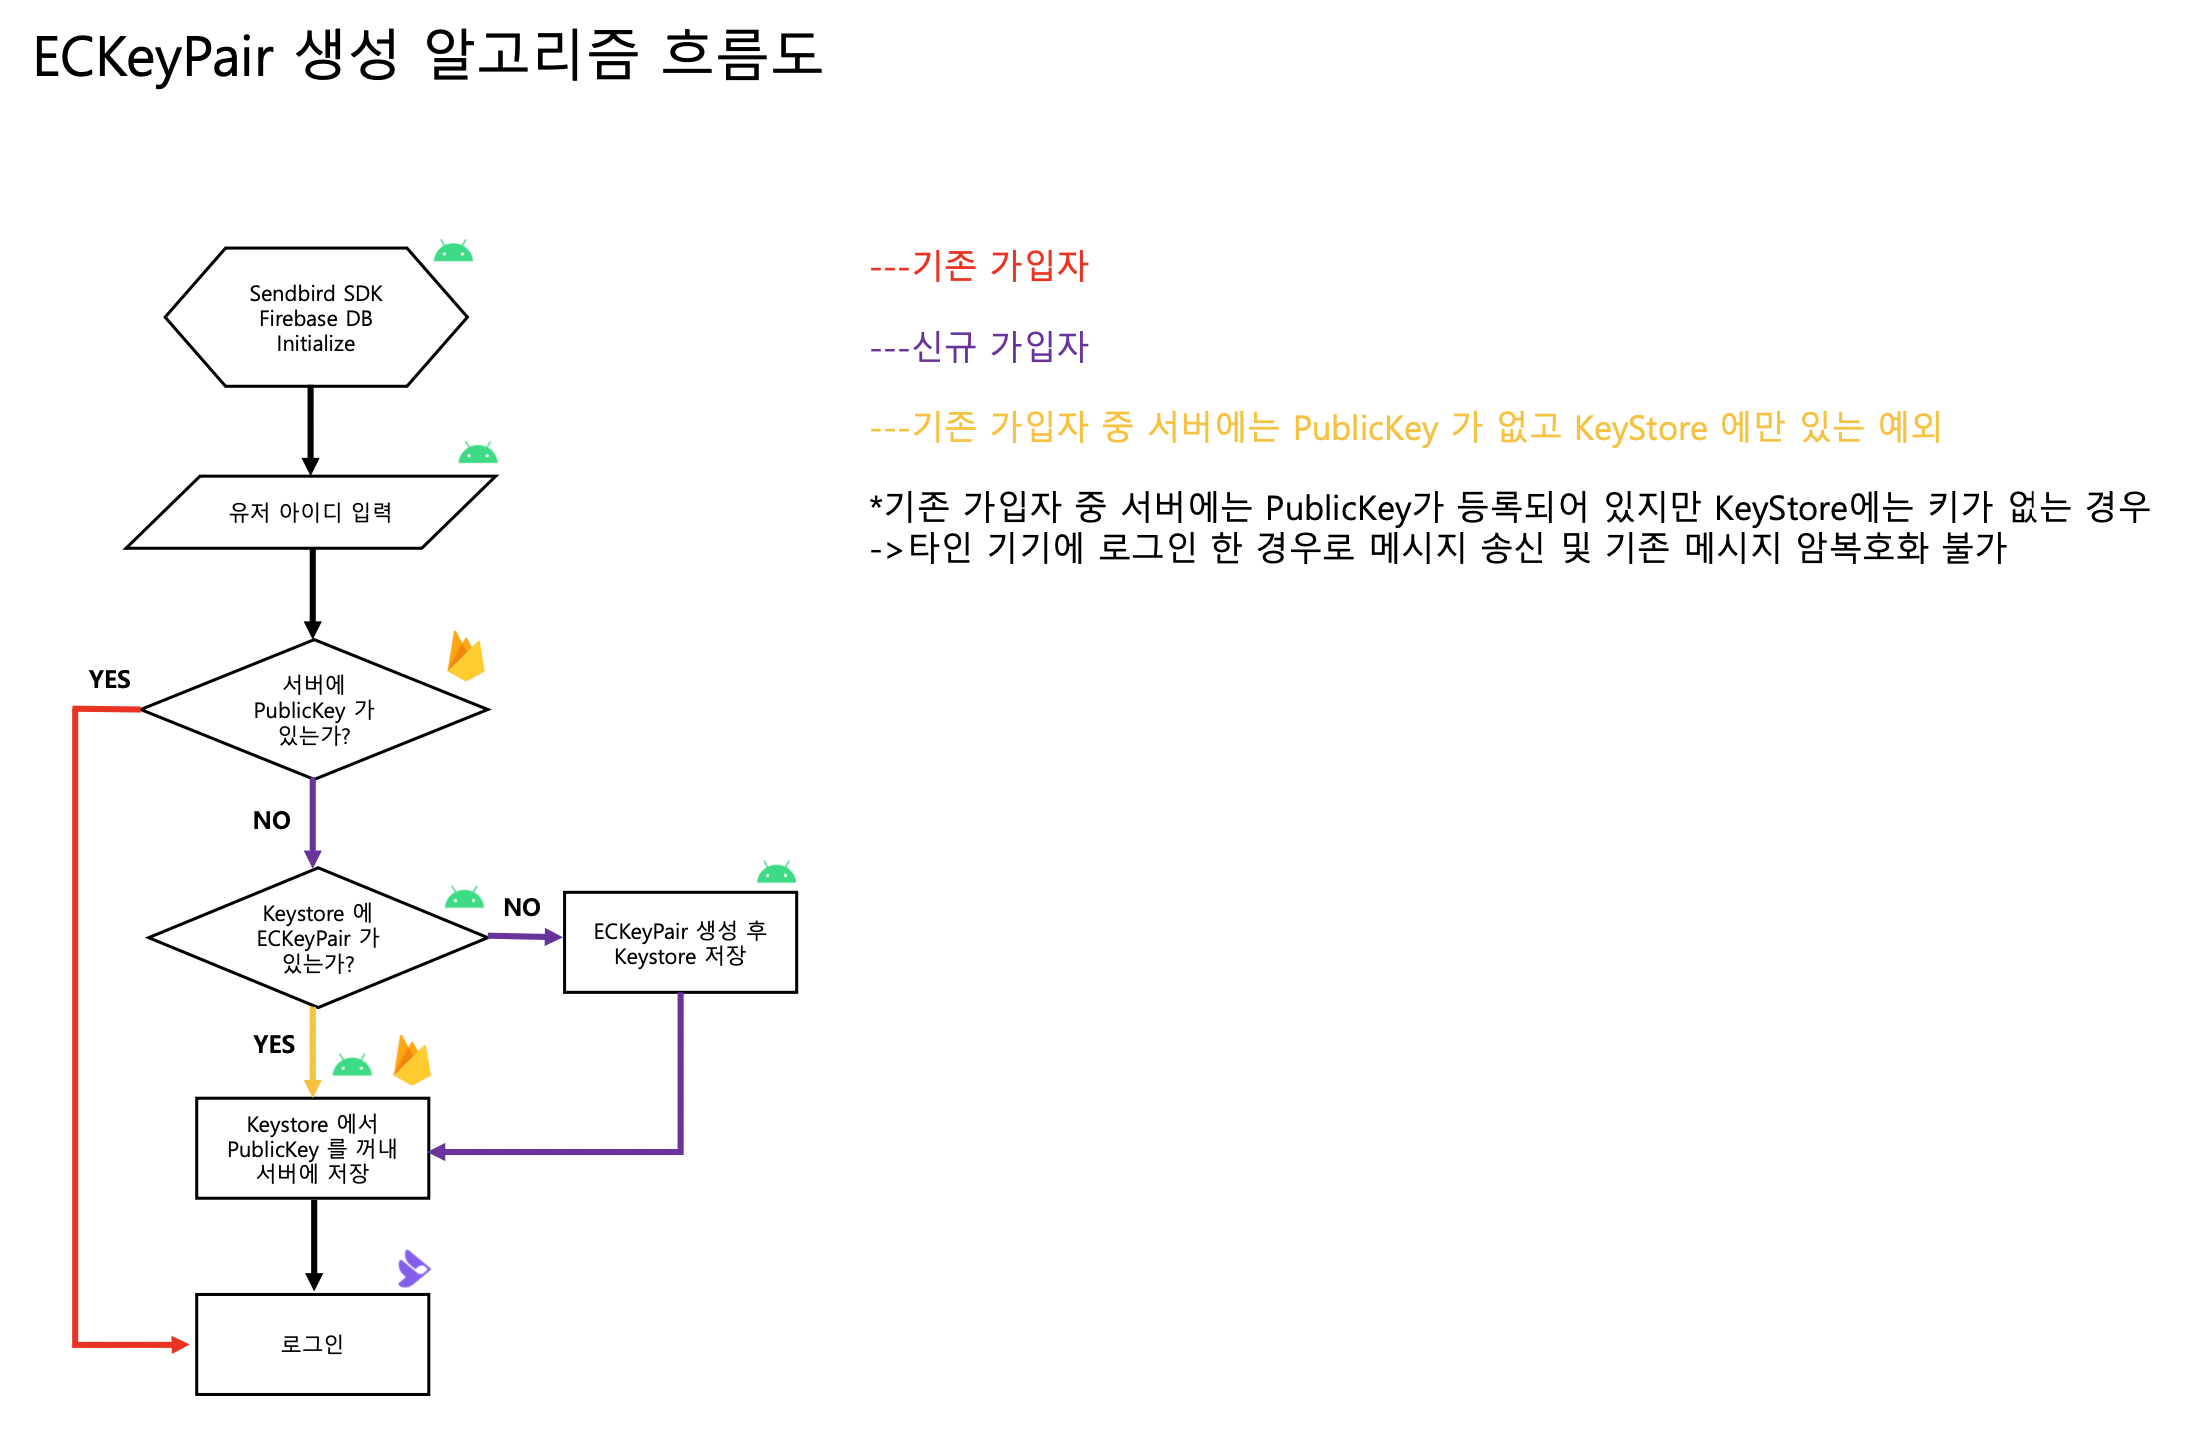 ECKeyPair 생성 알고리즘 흐름도
Sendbird SDK
Firebase DB
Initialize
유저 아이디 입력
서버에
PublicKey 가
있는가?
YES
NO
Keystore 에
ECKeyPair 가
있는가?
NO
ECKeyPair 생성 후
Keystore 저장
YES
Keystore 에서
PublicKey 를 꺼내
서버에 저장
로그인
---기존 가입자
---신규 가입자
---기존 가입자 중 서버에는 PublicKey 가 없고 KeyStore 에만 있는 예외
*기존 가입자 중 서버에는 PublicKey가 등록되어 있지만 KeyStore에는 키가 없는 경우
->타인 기기에 로그인 한 경우로 메시지 송신 및 기존 메시지 암복호화 불가